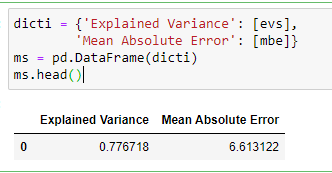 dicti = {'Explained Variance': [evs],
'Mean Absolute Error': [mbe]}
ms = pd.DataFrame(dicti)
ms.head()
Explained Variance Mean Absolute Error
0 0.776718 6.613122